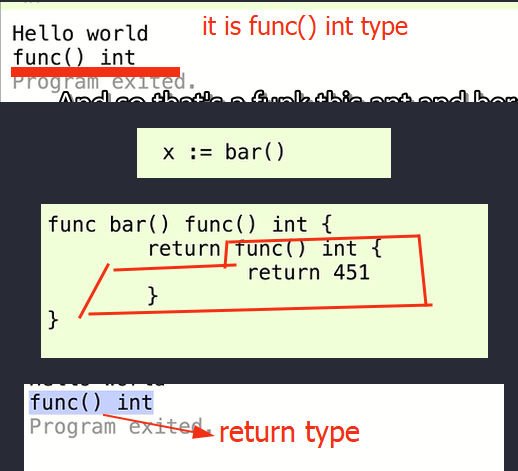 Hello world
it is func() int type
func() int
Program exited.
And so that's a funk this ant and bar
x := bar()
func bar() func() int {
return func() int {
return 451
}
}
Hello world
func() int
Program exited.
return type